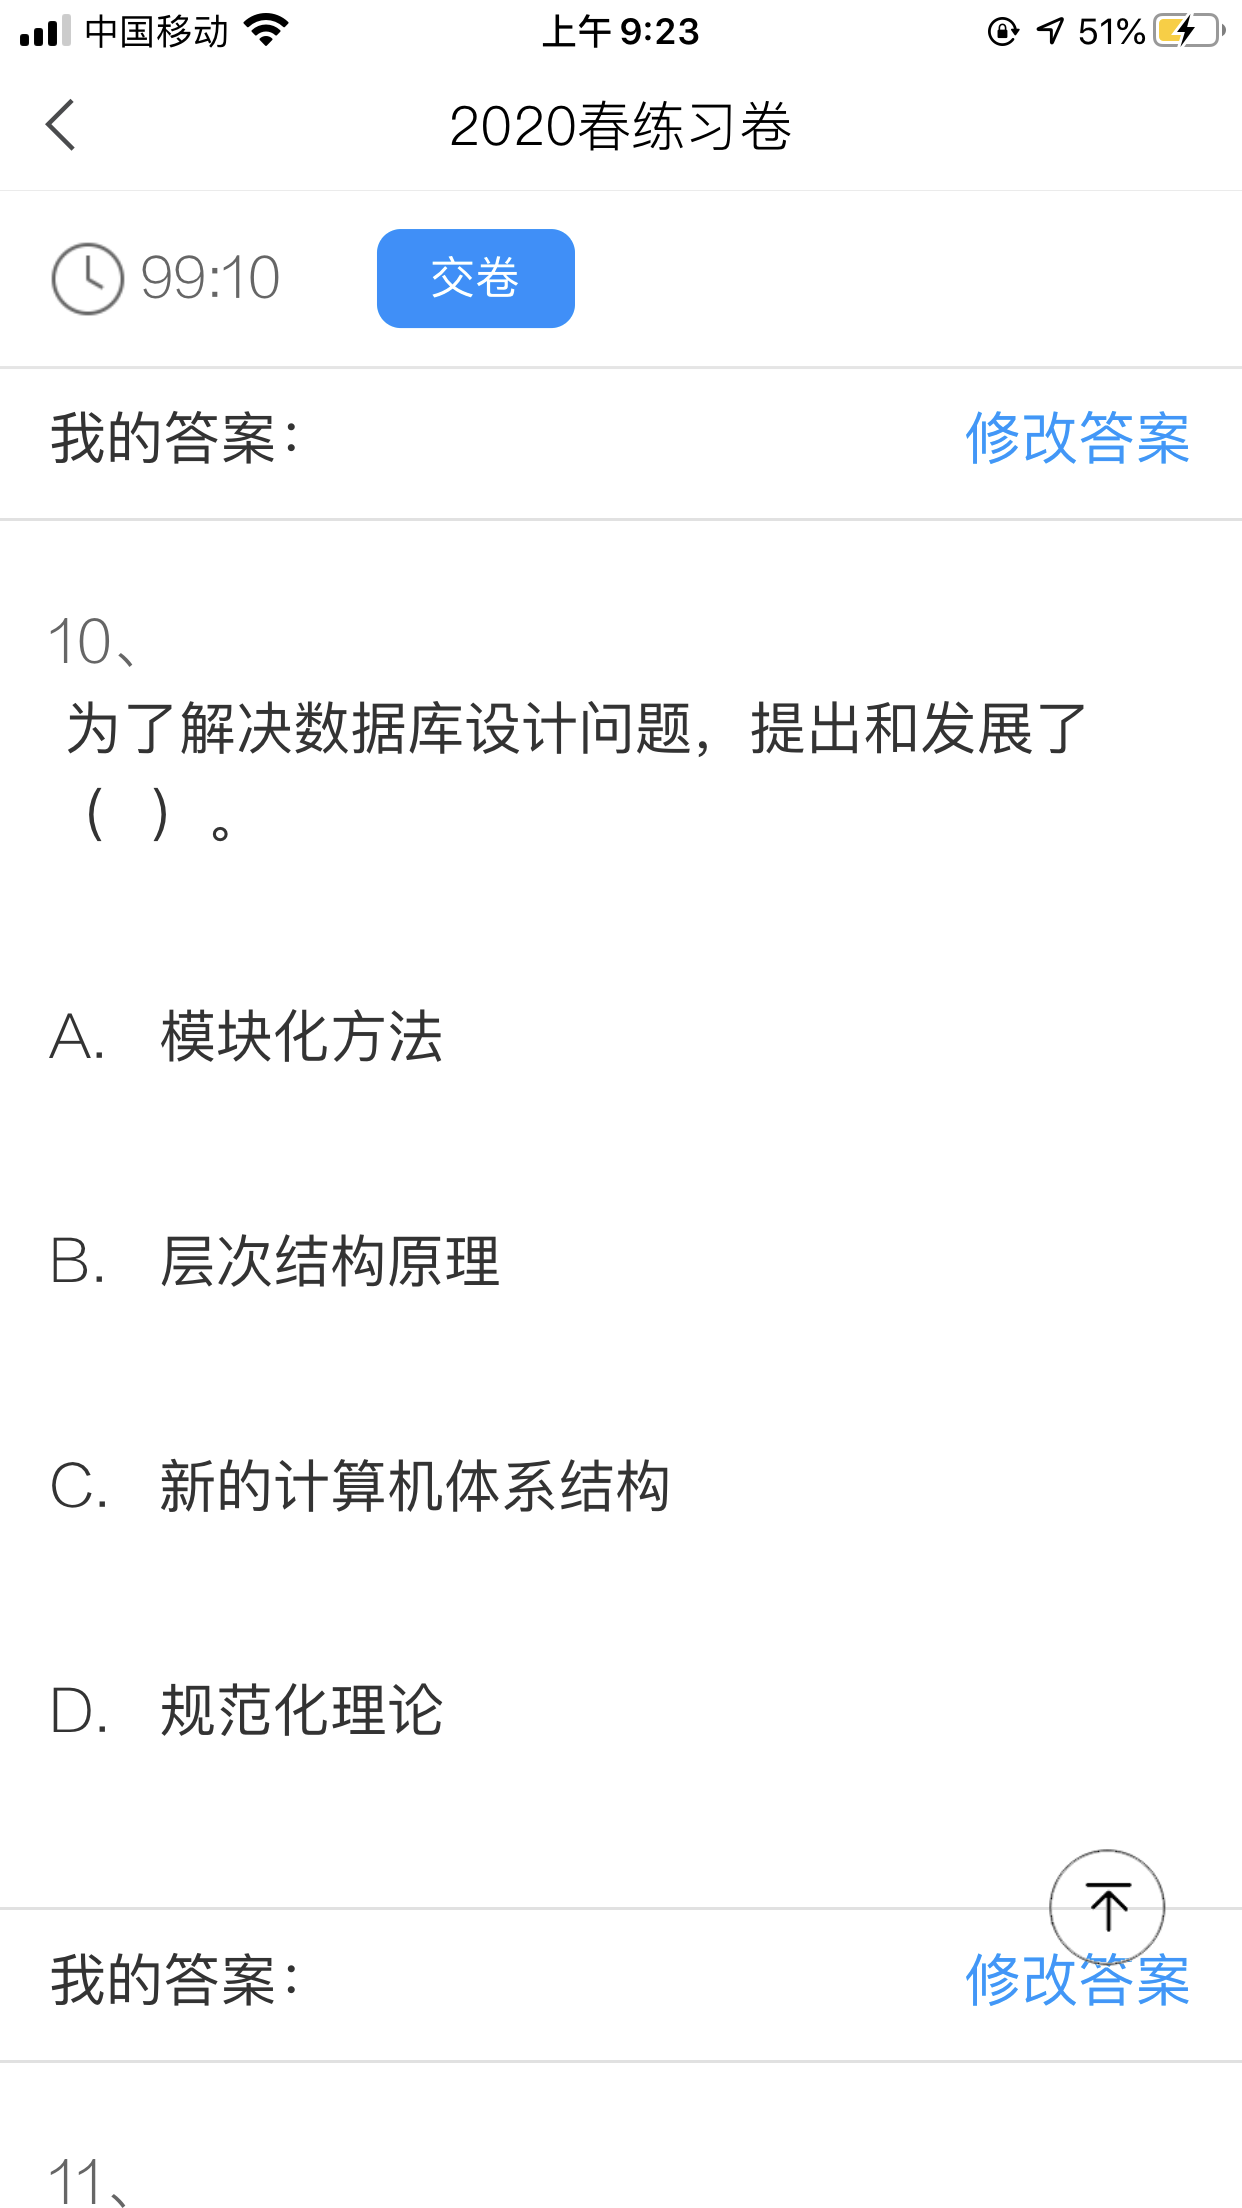 中国移动 上午 9:23 51%
2020春练习卷
99:10 交卷
我的答案： 修改答案
10、
为了解决数据库设计问题，提出和发展了
（ ）。
A. 模块化方法
B. 层次结构原理
C. 新的计算机体系结构
D. 规范化理论
我的答案： 修改答案
11、